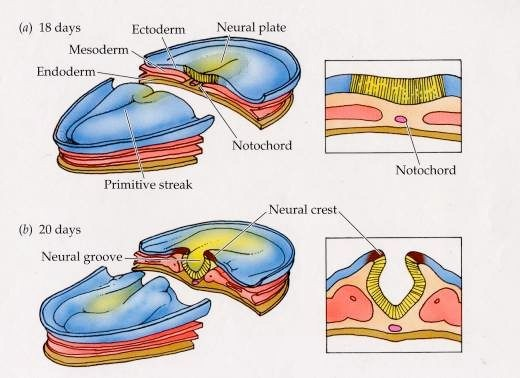 (a) 18 days
Ectoderm
Neural plate
Mesoderm
Endoderm
Notochord
Primitive streak
Notochord
(b) 20 days
Neural crest
Neural groove